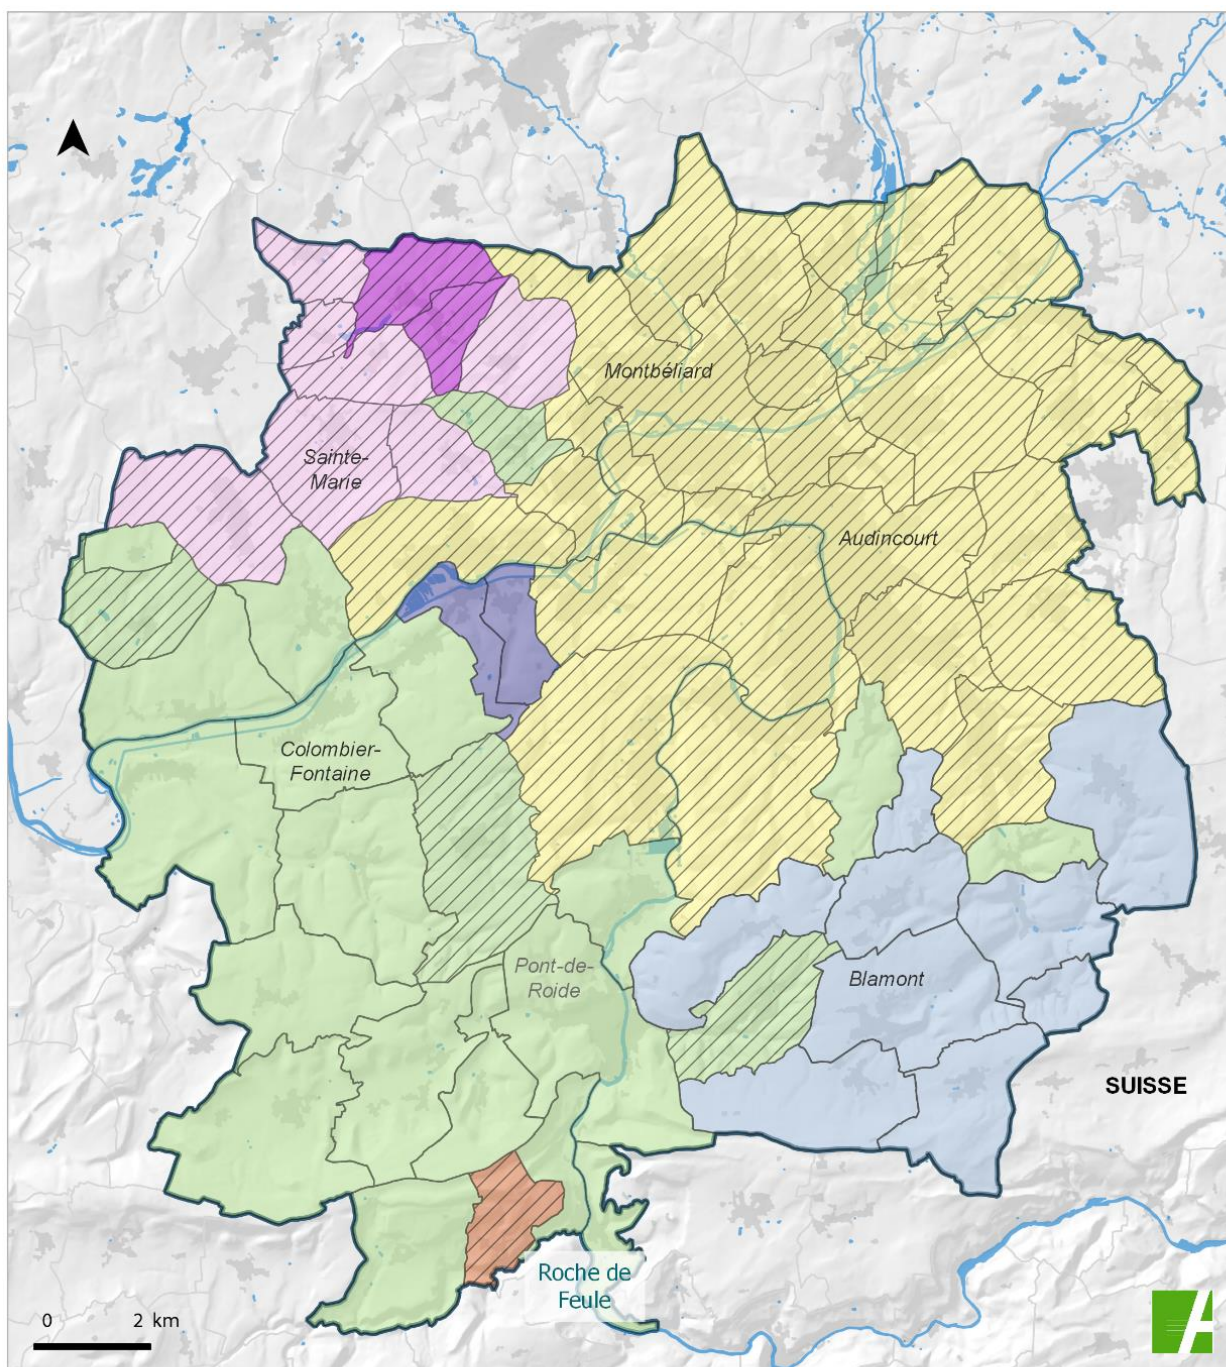 Montbéliard
Sainte-
Marie
Audincourt
Colombier-
Fontaine
Pont-de-
Roide
Blamont
SUISSE
Roche de
Feule
0 2 km